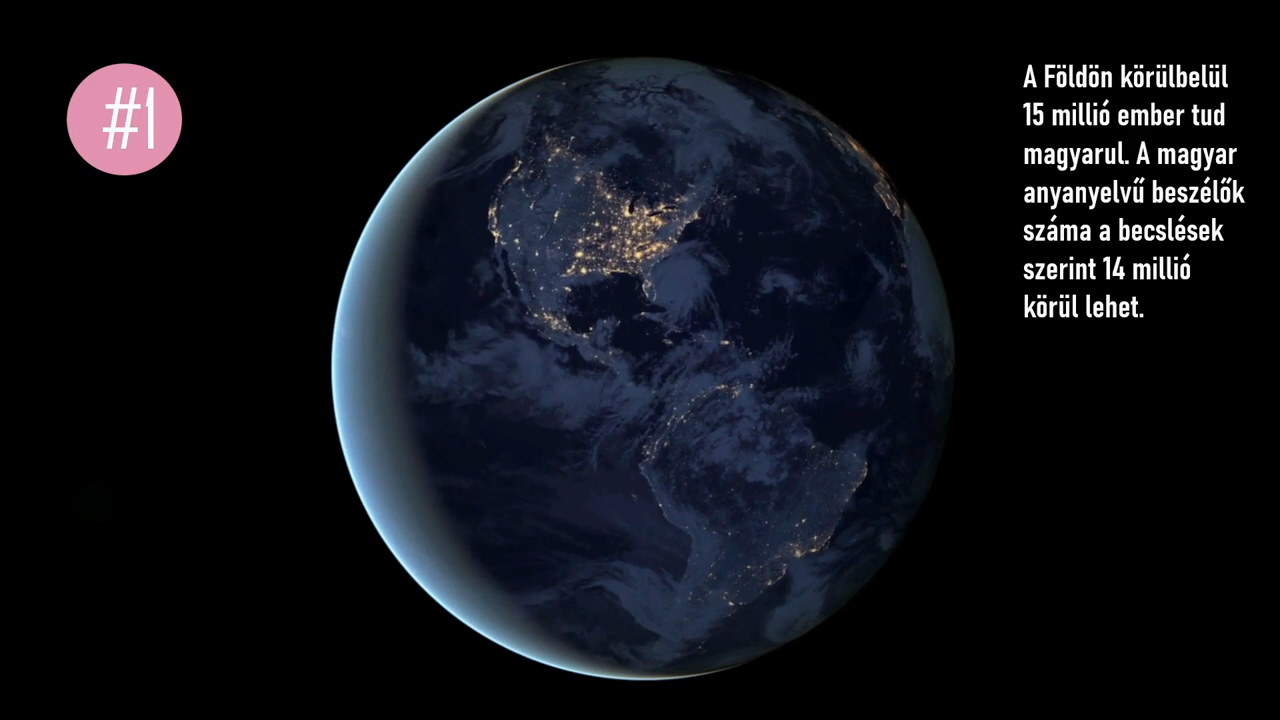 #1
A Földön körülbelül
15 millió ember tud
magyarul. A magyar
anyanyelvű beszélők
száma a becslések
szerint 14 millió
körül lehet.